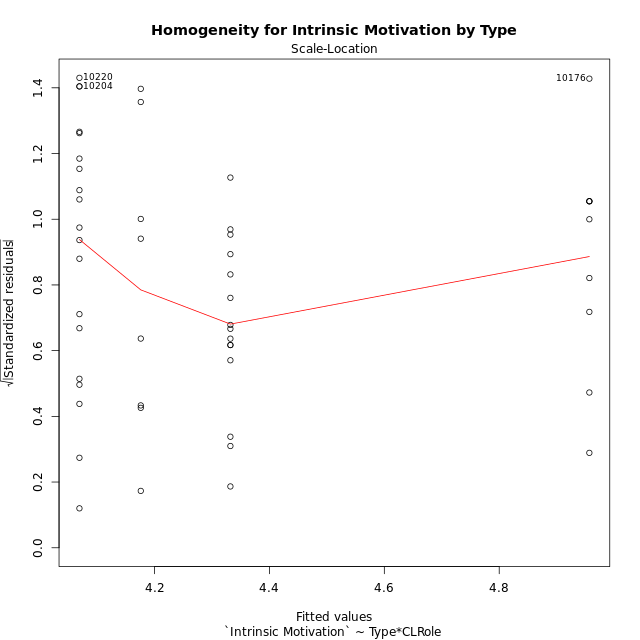 Homogeneity for Intrinsic Motivation by Type
Scale-Location
10220
10204
10176
1.4
1.2
1.0
0.8
0.6
0.4
0.2
0.0
√|Standardized residuals|
4.2 4.4 4.6 4.8
Fitted values
`Intrinsic Motivation` ~ Type*CLRole